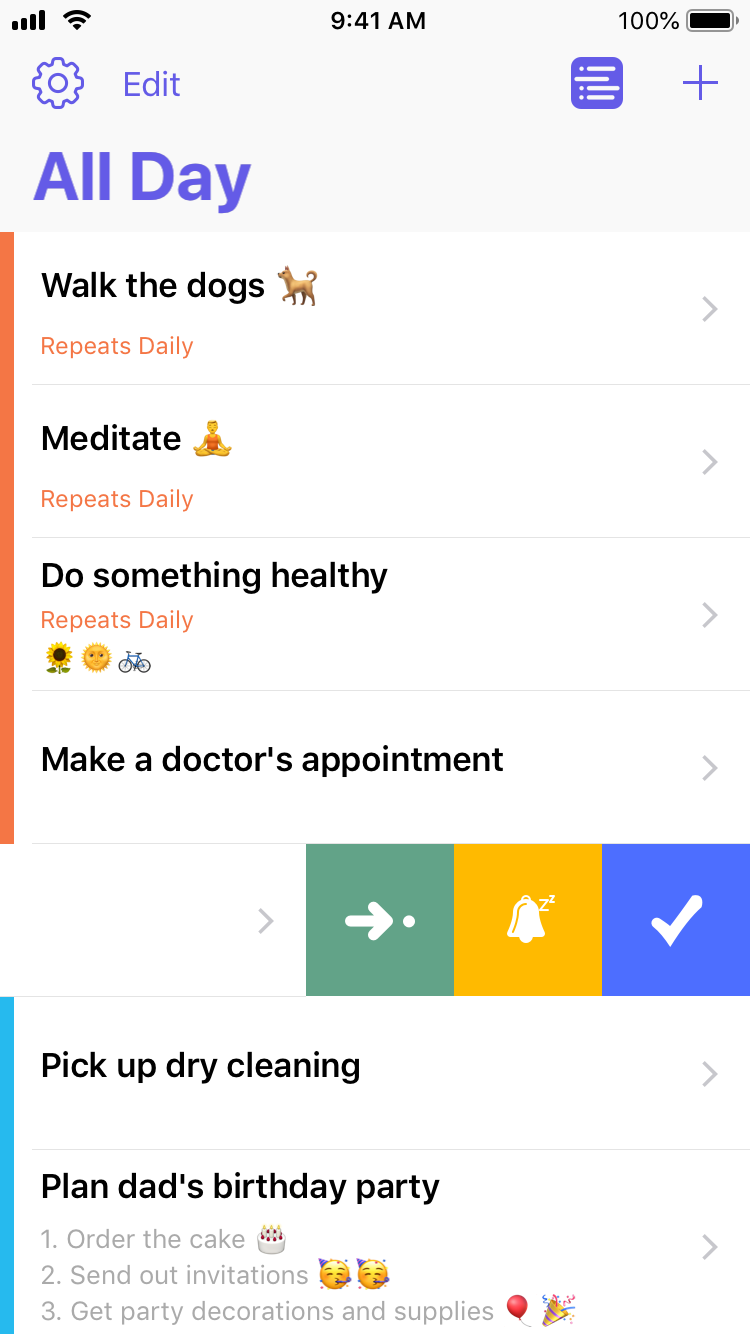 9:41 AM
100%
Edit
All Day
Walk the dogs 🐕
Repeats Daily
Meditate 🧘‍♂️
Repeats Daily
Do something healthy
Repeats Daily
🌻🌞🚲
Make a doctor's appointment
zz
Pick up dry cleaning
Plan dad's birthday party
1. Order the cake 🎂
2. Send out invitations 🥳🥳
3. Get party decorations and supplies 🎈🎉